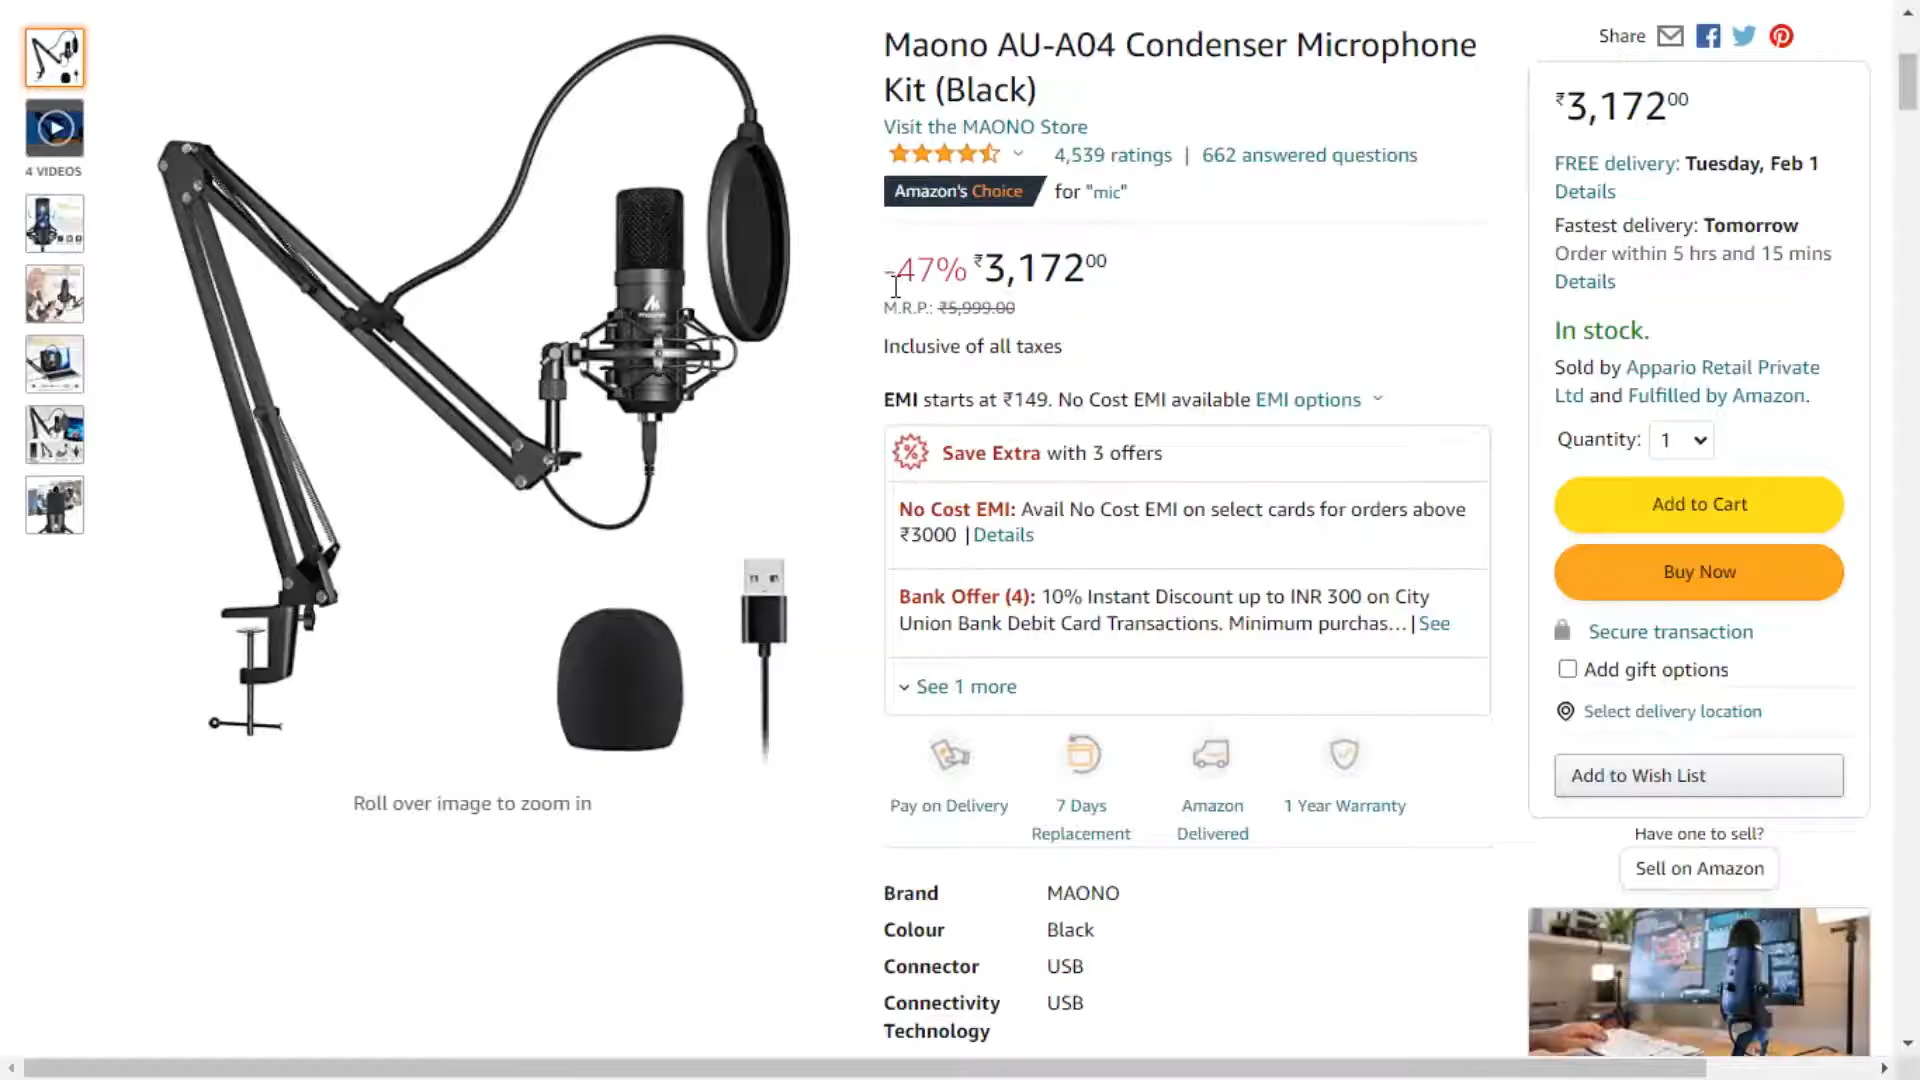 4 VIDEOS
maono
Roll over image to zoom in
Maono AU-A04 Condenser Microphone
Kit (Black)
Visit the MAONO Store
4,539 ratings | 662 answered questions
Amazon's Choice for "mic"
-47% ₹3,172⁰⁰
M.R.P.: ₹5,999.00
Inclusive of all taxes
EMI starts at ₹149. No Cost EMI available EMI options
Save Extra with 3 offers
No Cost EMI: Avail No Cost EMI on select cards for orders above
₹3000 | Details
Bank Offer (4): 10% Instant Discount up to INR 300 on City
Union Bank Debit Card Transactions. Minimum purchas... | See
See 1 more
Pay on Delivery
7 Days
Replacement
Amazon
Delivered
1 Year Warranty
Brand MAONO
Colour Black
Connector USB
Connectivity USB
Technology
Share
₹3,172⁰⁰
FREE delivery: Tuesday, Feb 1
Details
Fastest delivery: Tomorrow
Order within 5 hrs and 15 mins
Details
In stock.
Sold by Appario Retail Private
Ltd and Fulfilled by Amazon.
Quantity: 1
Add to Cart
Buy Now
Secure transaction
Add gift options
Select delivery location
Add to Wish List
Have one to sell?
Sell on Amazon